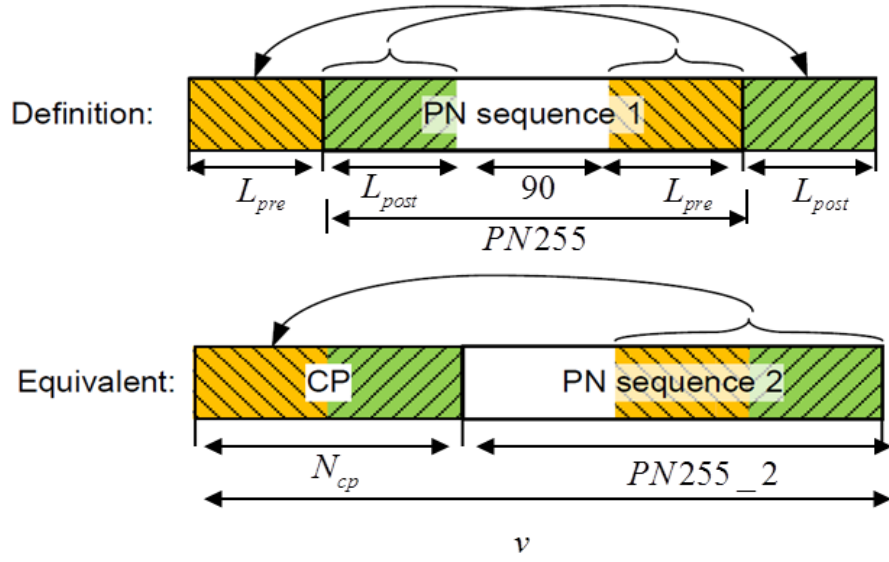 Definition:
PN sequence 1
L_pre L_post 90 L_pre L_post
PN255
Equivalent:
CP
PN sequence 2
N_cp PN255_2
v